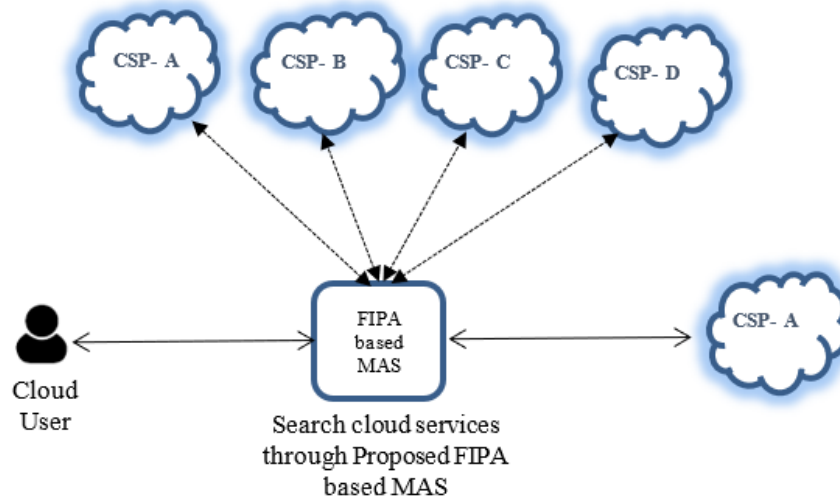 CSP- A
CSP- B
CSP- C
CSP- D
FIPA
based
MAS
CSP- A
Cloud
User
Search cloud services
through Proposed FIPA
based MAS